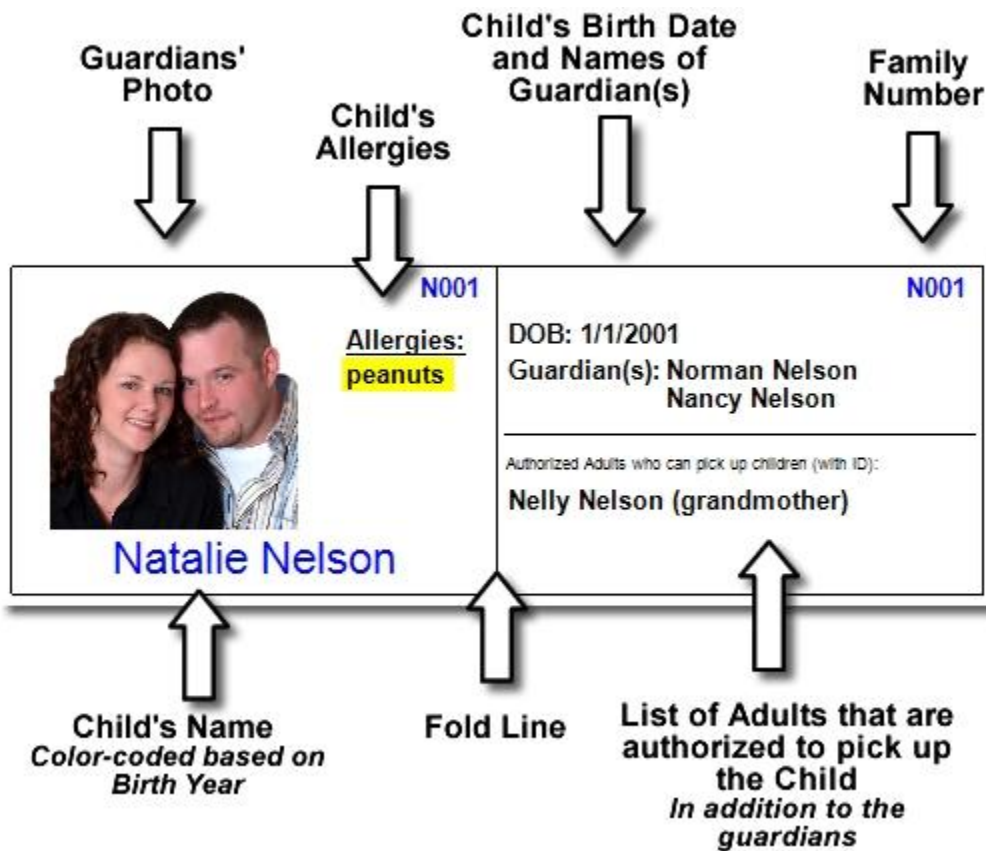 Guardians'
Photo
Child's
Allergies
Child's Birth Date
and Names of
Guardian(s)
Family
Number
N001
Allergies:
peanuts
Natalie Nelson
N001
DOB: 1/1/2001
Guardian(s): Norman Nelson
Nancy Nelson
Authorized Adults who can pick up children (with ID):
Nelly Nelson (grandmother)
Child's Name
Color-coded based on
Birth Year
Fold Line
List of Adults that are
authorized to pick up
the Child
In addition to the
guardians